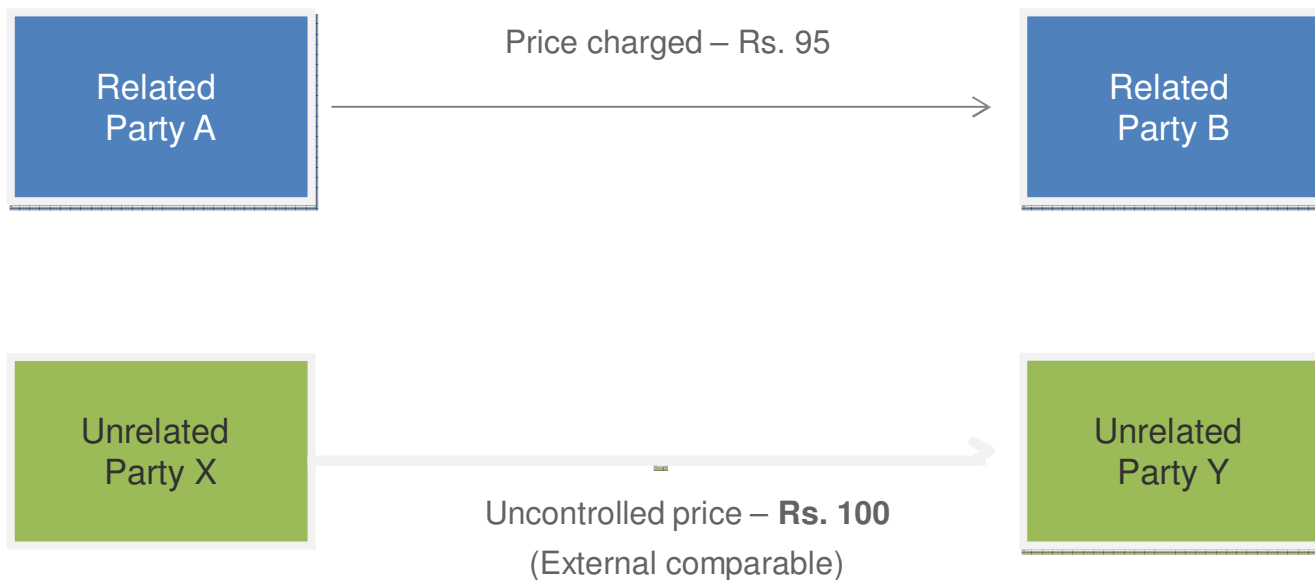 Price charged – Rs. 95
Related
Party A
Related
Party B
Unrelated
Party X
Unrelated
Party Y
Uncontrolled price – Rs. 100
(External comparable)